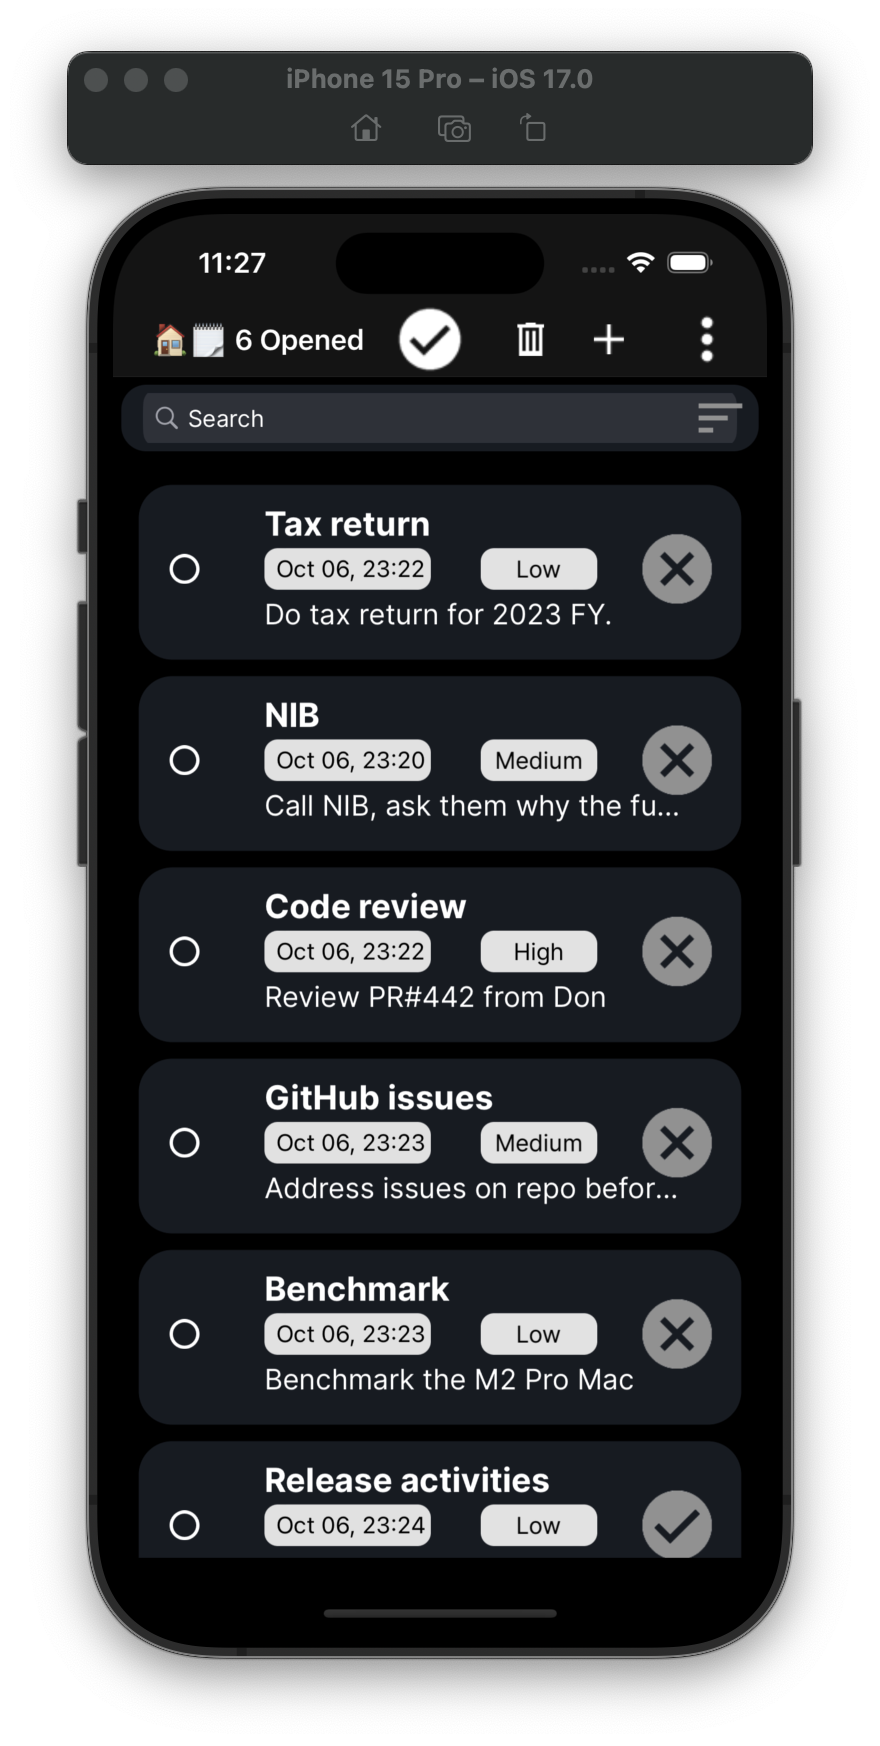 iPhone 15 Pro – iOS 17.0
11:27
6 Opened
Search
Tax return
Oct 06, 23:22 Low
Do tax return for 2023 FY.
NIB
Oct 06, 23:20 Medium
Call NIB, ask them why the fu...
Code review
Oct 06, 23:22 High
Review PR#442 from Don
GitHub issues
Oct 06, 23:23 Medium
Address issues on repo befor...
Benchmark
Oct 06, 23:23 Low
Benchmark the M2 Pro Mac
Release activities
Oct 06, 23:24 Low